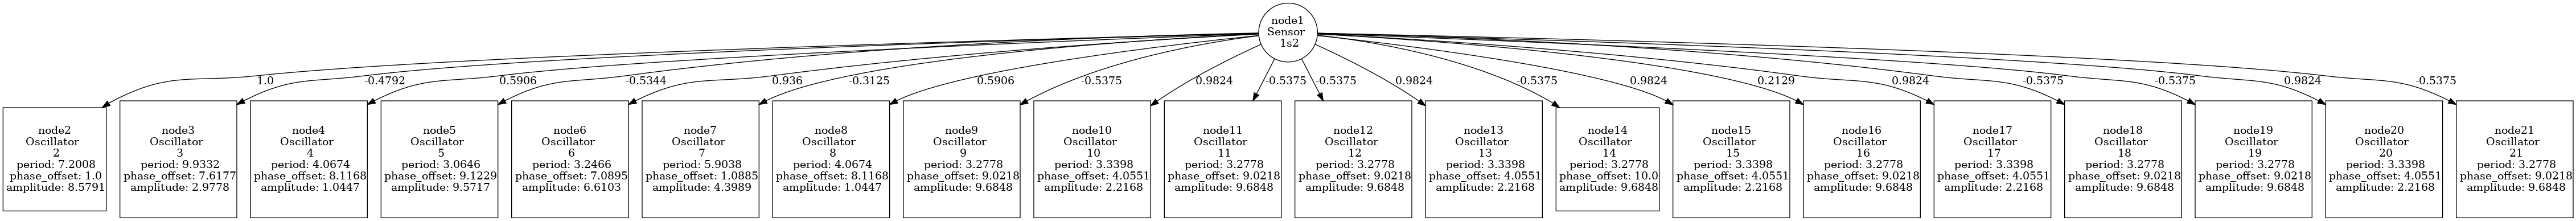 node1
Sensor
1s2
1.0
-0.4792
0.5906
-0.5344
0.936
-0.3125
0.5906
-0.5375
0.9824
-0.5375
-0.5375
0.9824
-0.5375
0.9824
0.2129
0.9824
-0.5375
-0.5375
0.9824
-0.5375
node2
Oscillator
2
period: 7.2008
phase_offset: 1.0
amplitude: 8.5791
node3
Oscillator
3
period: 9.9332
phase_offset: 7.6177
amplitude: 2.9778
node4
Oscillator
4
period: 4.0674
phase_offset: 8.1168
amplitude: 1.0447
node5
Oscillator
5
period: 3.0646
phase_offset: 9.1229
amplitude: 9.5717
node6
Oscillator
6
period: 3.2466
phase_offset: 7.0895
amplitude: 6.6103
node7
Oscillator
7
period: 5.9038
phase_offset: 1.0885
amplitude: 4.3989
node8
Oscillator
8
period: 4.0674
phase_offset: 8.1168
amplitude: 1.0447
node9
Oscillator
9
period: 3.2778
phase_offset: 9.0218
amplitude: 9.6848
node10
Oscillator
10
period: 3.3398
phase_offset: 4.0551
amplitude: 2.2168
node11
Oscillator
11
period: 3.2778
phase_offset: 9.0218
amplitude: 9.6848
node12
Oscillator
12
period: 3.2778
phase_offset: 9.0218
amplitude: 9.6848
node13
Oscillator
13
period: 3.3398
phase_offset: 4.0551
amplitude: 2.2168
node14
Oscillator
14
period: 3.2778
phase_offset: 10.0
amplitude: 9.6848
node15
Oscillator
15
period: 3.3398
phase_offset: 4.0551
amplitude: 2.2168
node16
Oscillator
16
period: 3.2778
phase_offset: 9.0218
amplitude: 9.6848
node17
Oscillator
17
period: 3.3398
phase_offset: 4.0551
amplitude: 2.2168
node18
Oscillator
18
period: 3.2778
phase_offset: 9.0218
amplitude: 9.6848
node19
Oscillator
19
period: 3.2778
phase_offset: 9.0218
amplitude: 9.6848
node20
Oscillator
20
period: 3.3398
phase_offset: 4.0551
amplitude: 2.2168
node21
Oscillator
21
period: 3.2778
phase_offset: 9.0218
amplitude: 9.6848